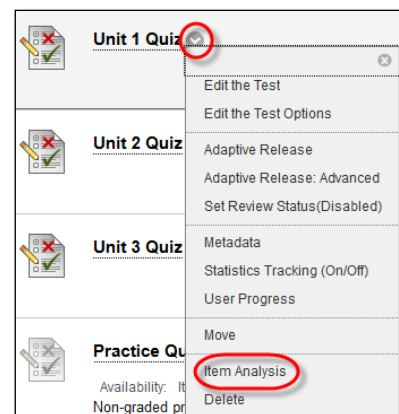 Unit 1 Quiz
Edit the Test
Edit the Test Options
Unit 2 Quiz
Adaptive Release
Adaptive Release: Advanced
Set Review Status(Disabled)
Unit 3 Quiz
Metadata
Statistics Tracking (On/Off)
User Progress
Move
Practice Qu
Item Analysis
Availability: It
Delete
Non-graded pr